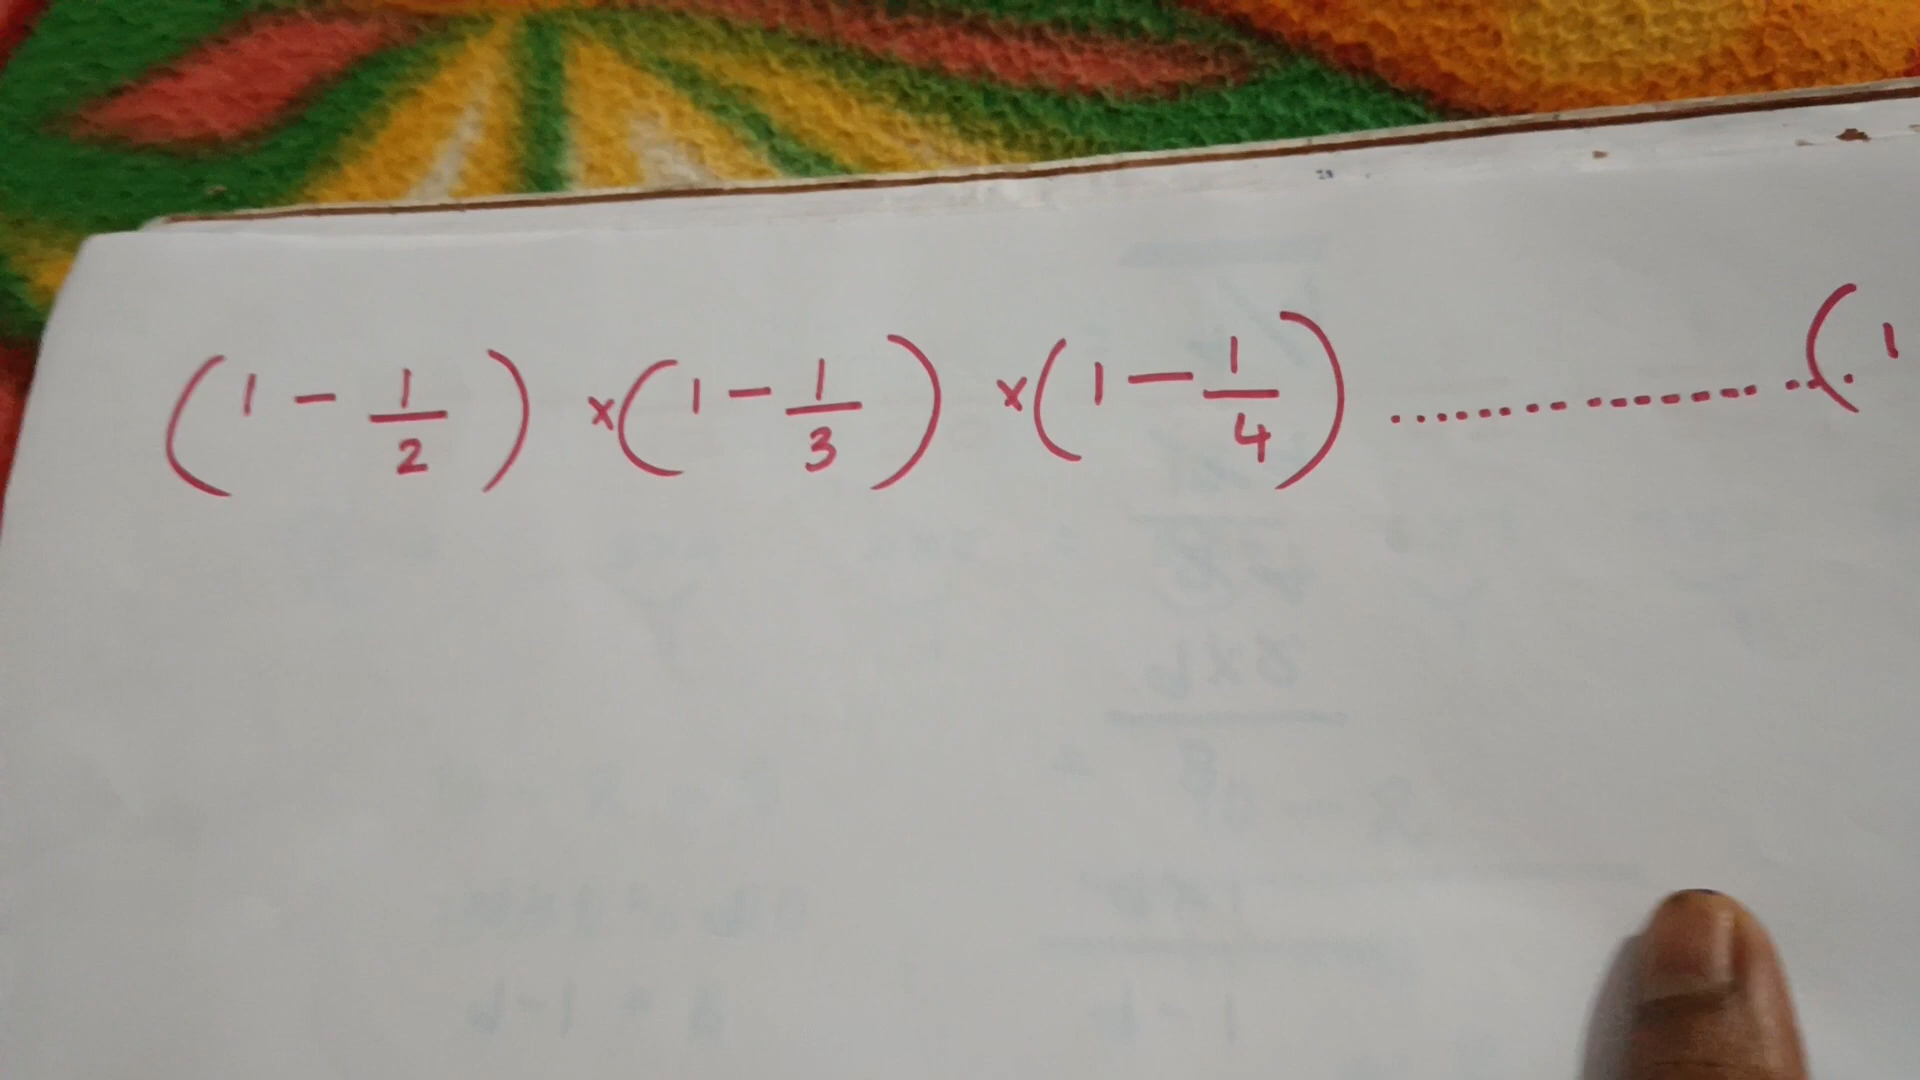 (1 - 1/2) × (1 - 1/3) × (1 - 1/4) .............................. (1